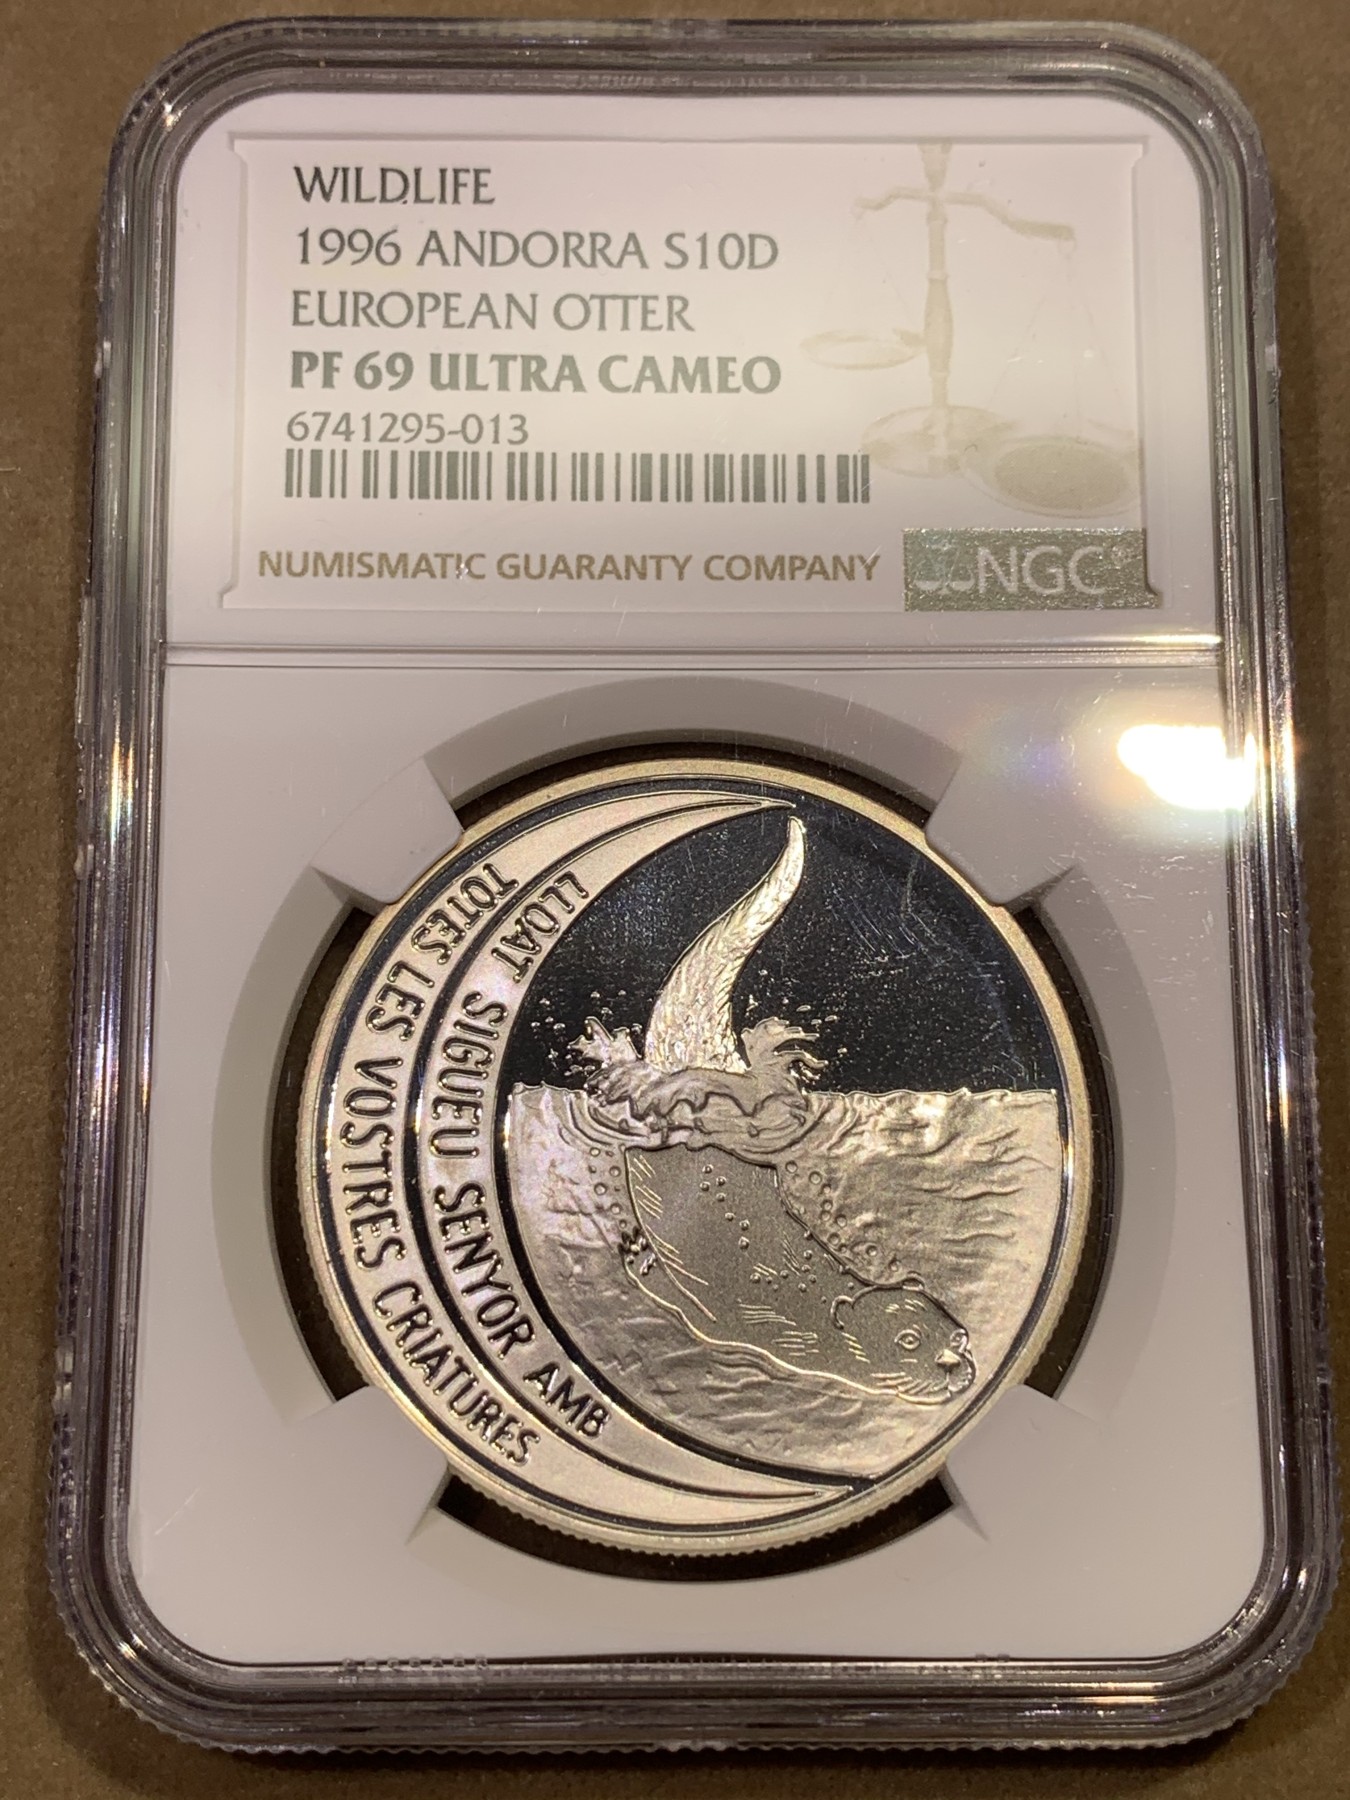 WILDLIFE
1996 ANDORRA S10D
EUROPEAN OTTER
PF 69 ULTRA CAMEO
6741295-013
NUMISMATIC GUARANTY COMPANY
NGC
LLOAT SIGUEU SENYOR AMB
TOTES LES VOSTRES CRIATURES